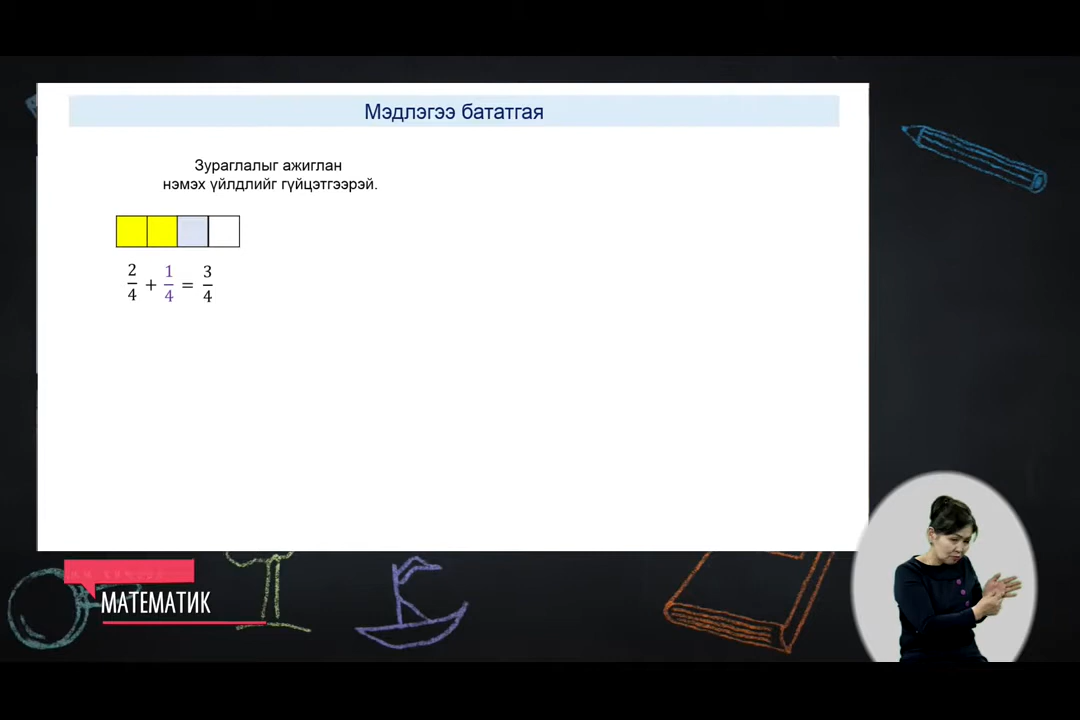 Мэдлэгээ бататгая
Зураглалыг ажиглан
нэмэх үйлдлийг гүйцэтгээрэй.
2/4 + 1/4 = 3/4
МАТЕМАТИК